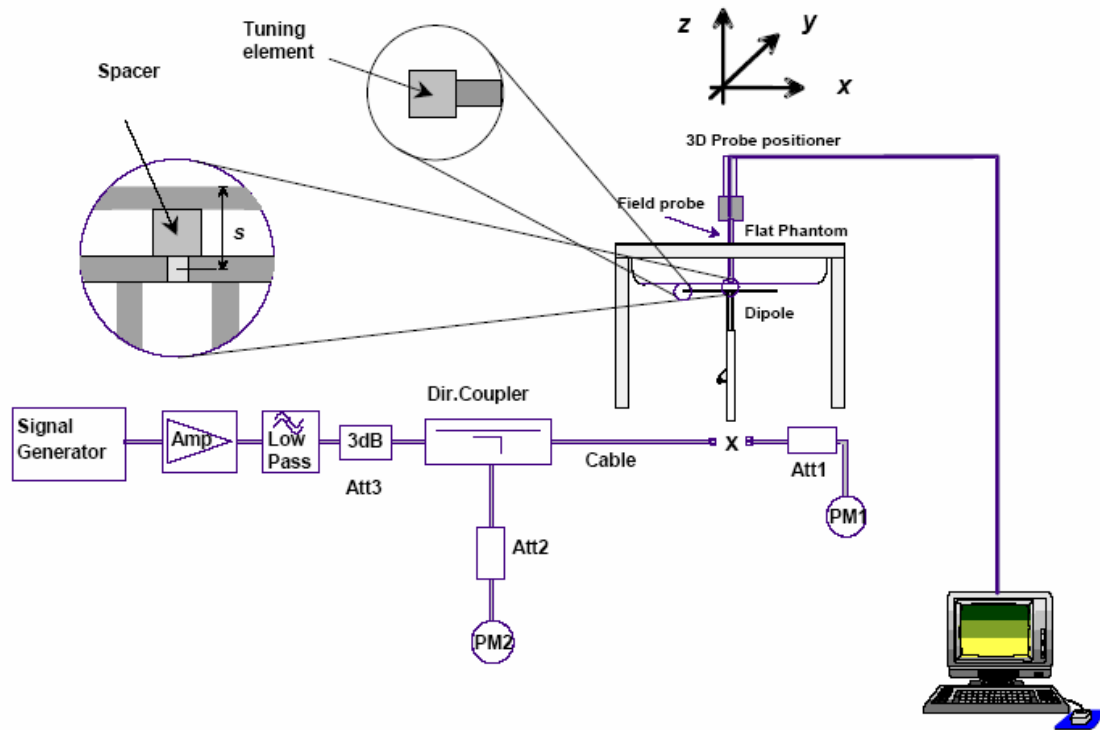 Tuning
element
Spacer
z
y
x
3D Probe positioner
Field probe
Flat Phantom
s
Dipole
Dir.Coupler
Signal
Generator
Amp
Low
Pass
3dB
Att3
Cable
X
Att1
PM1
Att2
PM2